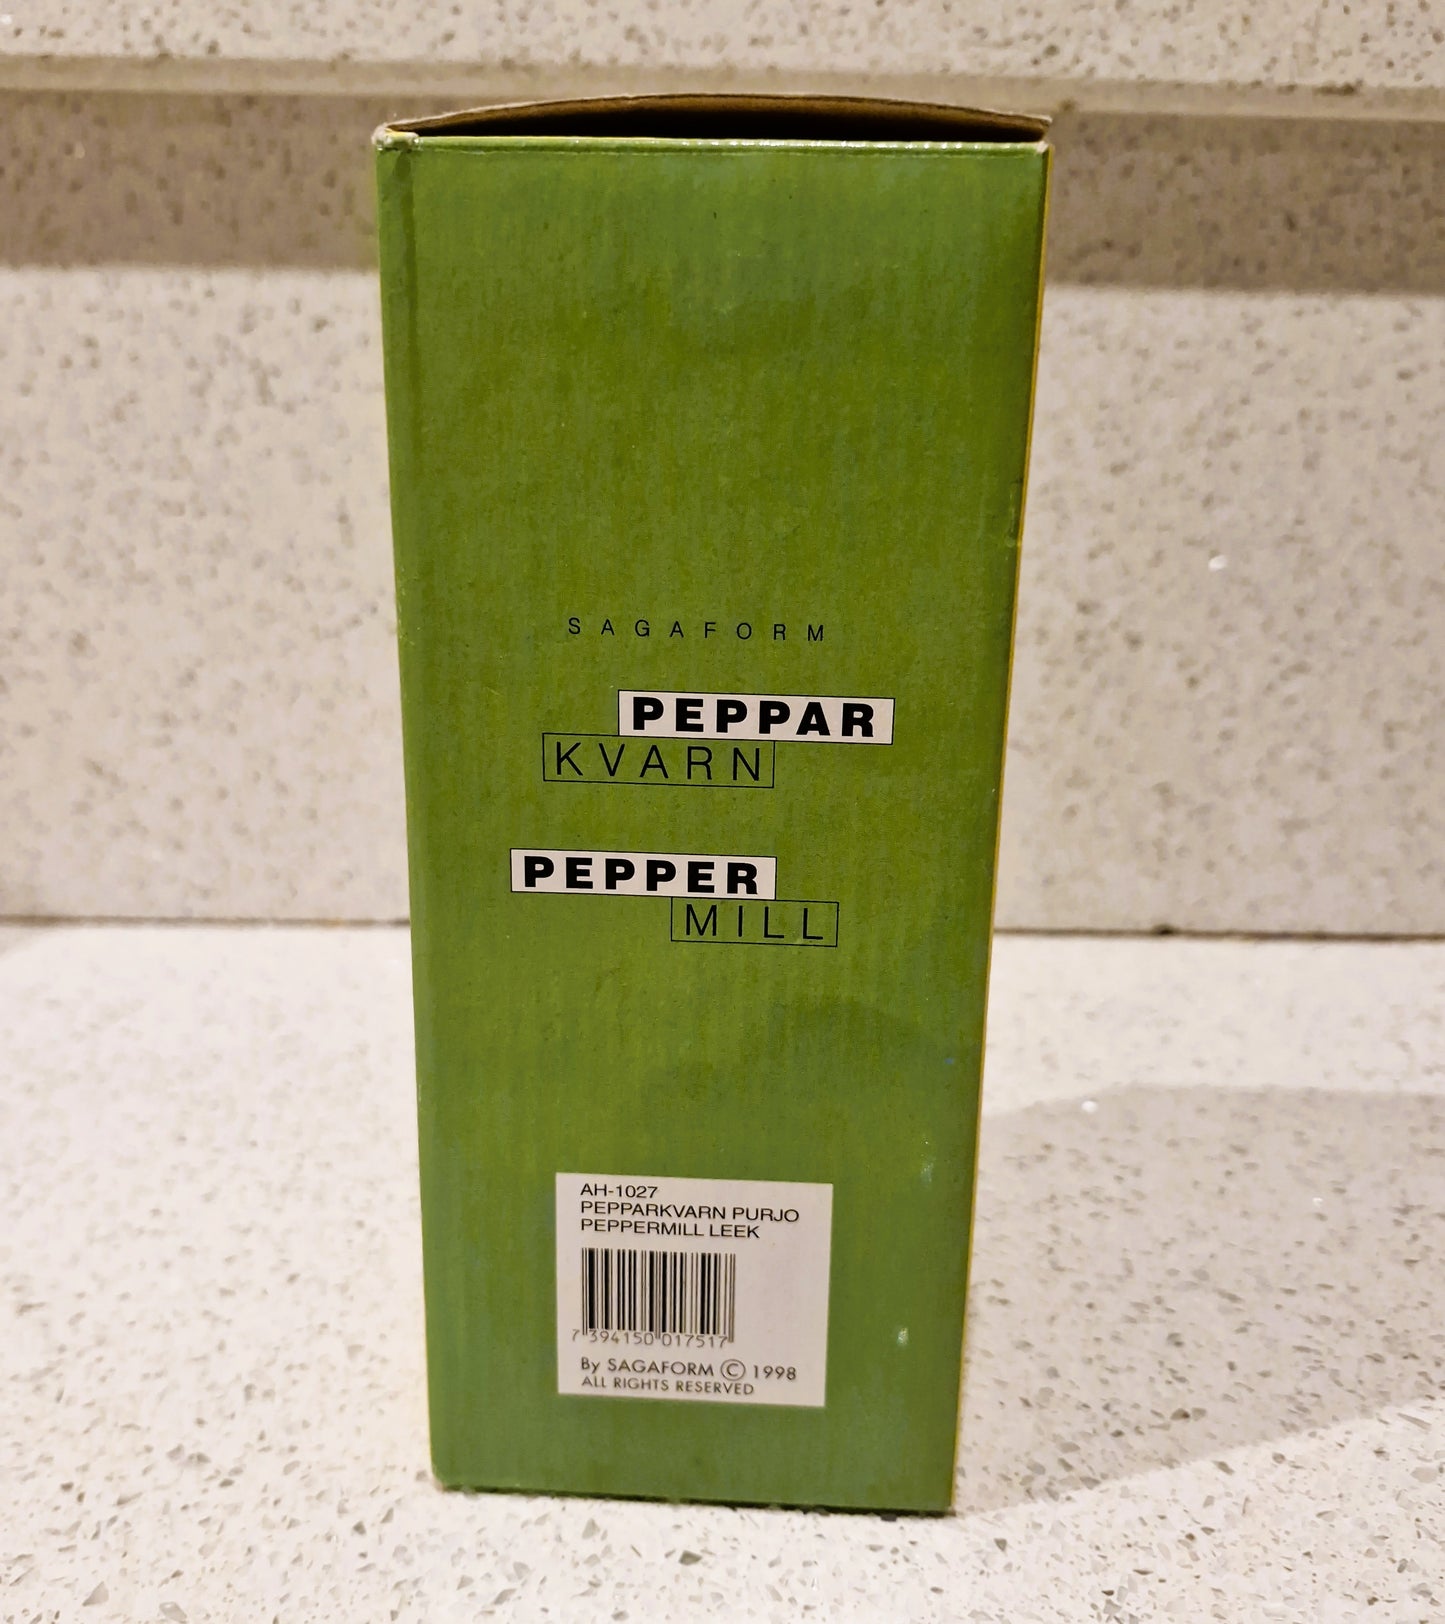 SAGAFORM
PEPPAR
KVARN
PEPPER
MILL
AH-1027
PEPPARKVARN PURJO
PEPPERMILL LEEK
7 394150 017517
By SAGAFORM © 1998
ALL RIGHTS RESERVED